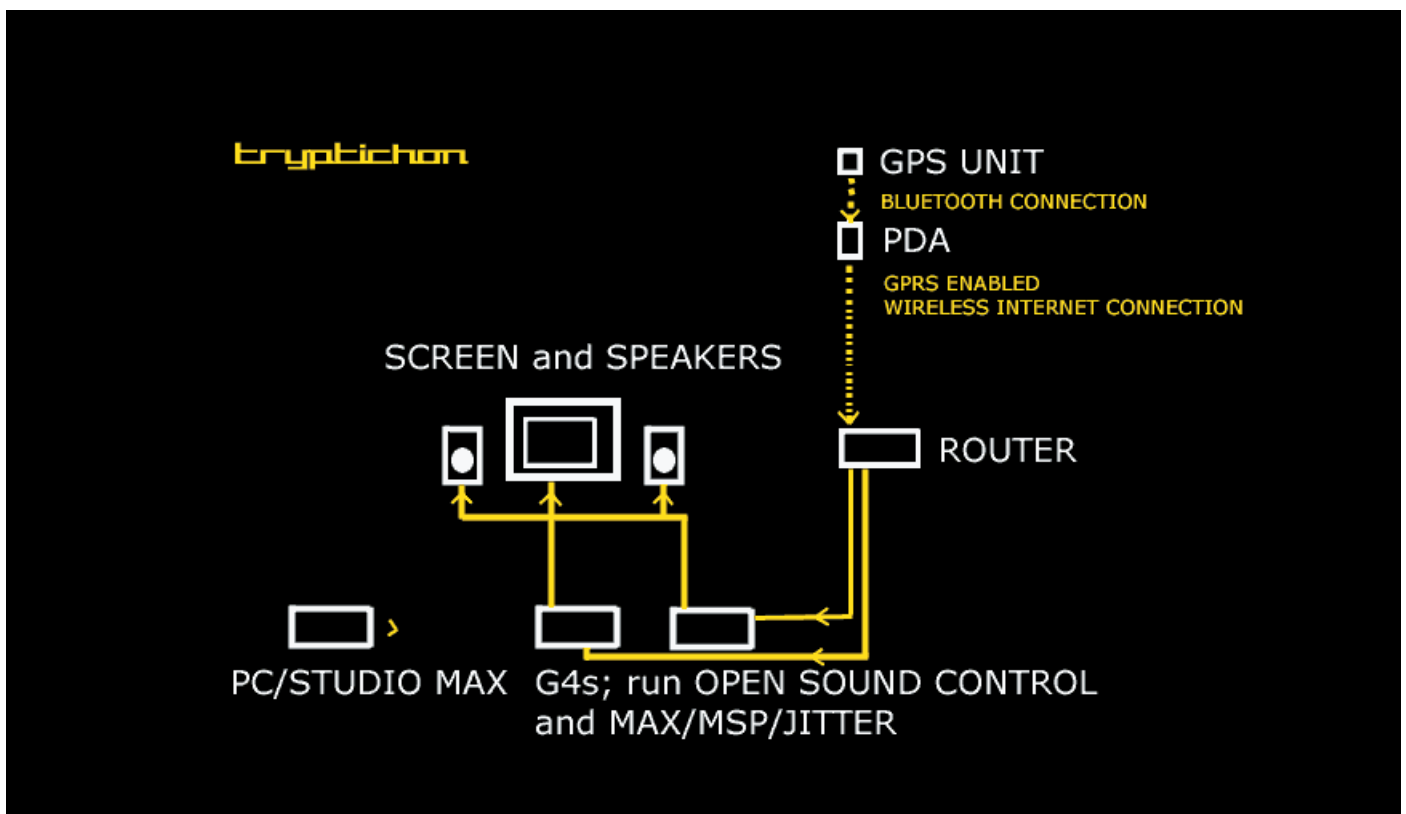 tryptichon
GPS UNIT
BLUETOOTH CONNECTION
PDA
GPRS ENABLED
WIRELESS INTERNET CONNECTION
SCREEN and SPEAKERS
ROUTER
PC/STUDIO MAX
G4s; run OPEN SOUND CONTROL
and MAX/MSP/JITTER